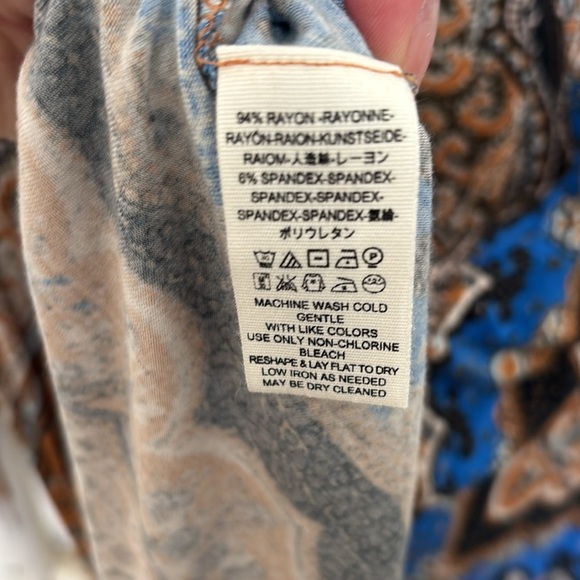 94% RAYON -RAYONNE-
RAYÓN-RAION-KUNSTSEIDE-
RAIOM-人造絲-レーヨン
6% SPANDEX-SPANDEX-
SPANDEX-SPANDEX-
SPANDEX-SPANDEX-氨綸-
ポリウレタン
P
MACHINE WASH COLD
GENTLE
WITH LIKE COLORS
USE ONLY NON-CHLORINE
BLEACH
RESHAPE & LAY FLAT TO DRY
LOW IRON AS NEEDED
MAY BE DRY CLEANED